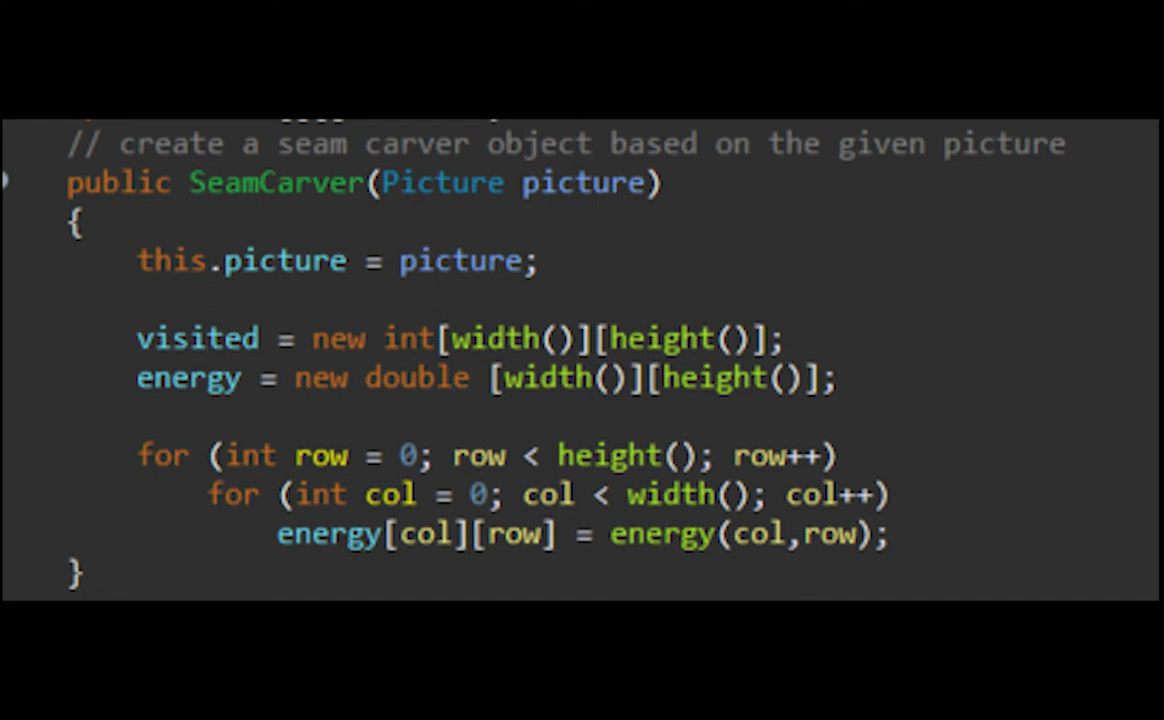 // create a seam carver object based on the given picture
public SeamCarver(Picture picture)
{
this.picture = picture;
visited = new int[width()][height()];
energy = new double [width()][height()];
for (int row = 0; row < height(); row++)
for (int col = 0; col < width(); col++)
energy[col][row] = energy(col,row);
}